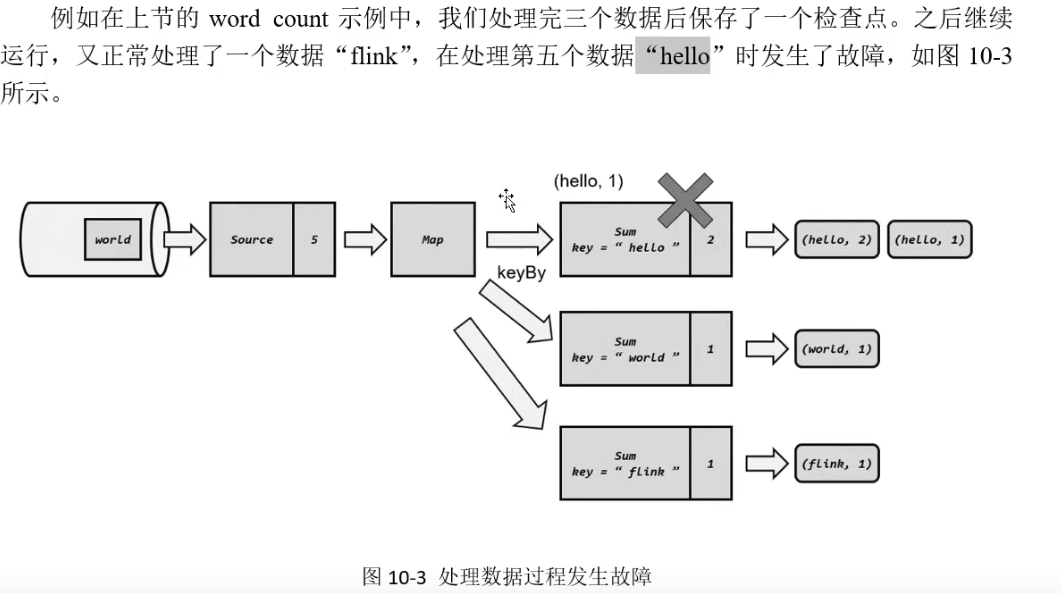 例如在上节的 word count 示例中，我们处理完三个数据后保存了一个检查点。之后继续
运行，又正常处理了一个数据“flink”，在处理第五个数据“hello”时发生了故障，如图 10-3
所示。
(hello, 1)
world
Source
5
Map
Sum
key = “ hello ”
2
(hello, 2)
(hello, 1)
keyBy
Sum
key = “ world ”
1
(world, 1)
Sum
key = “ flink ”
1
(flink, 1)
图 10-3 处理数据过程发生故障